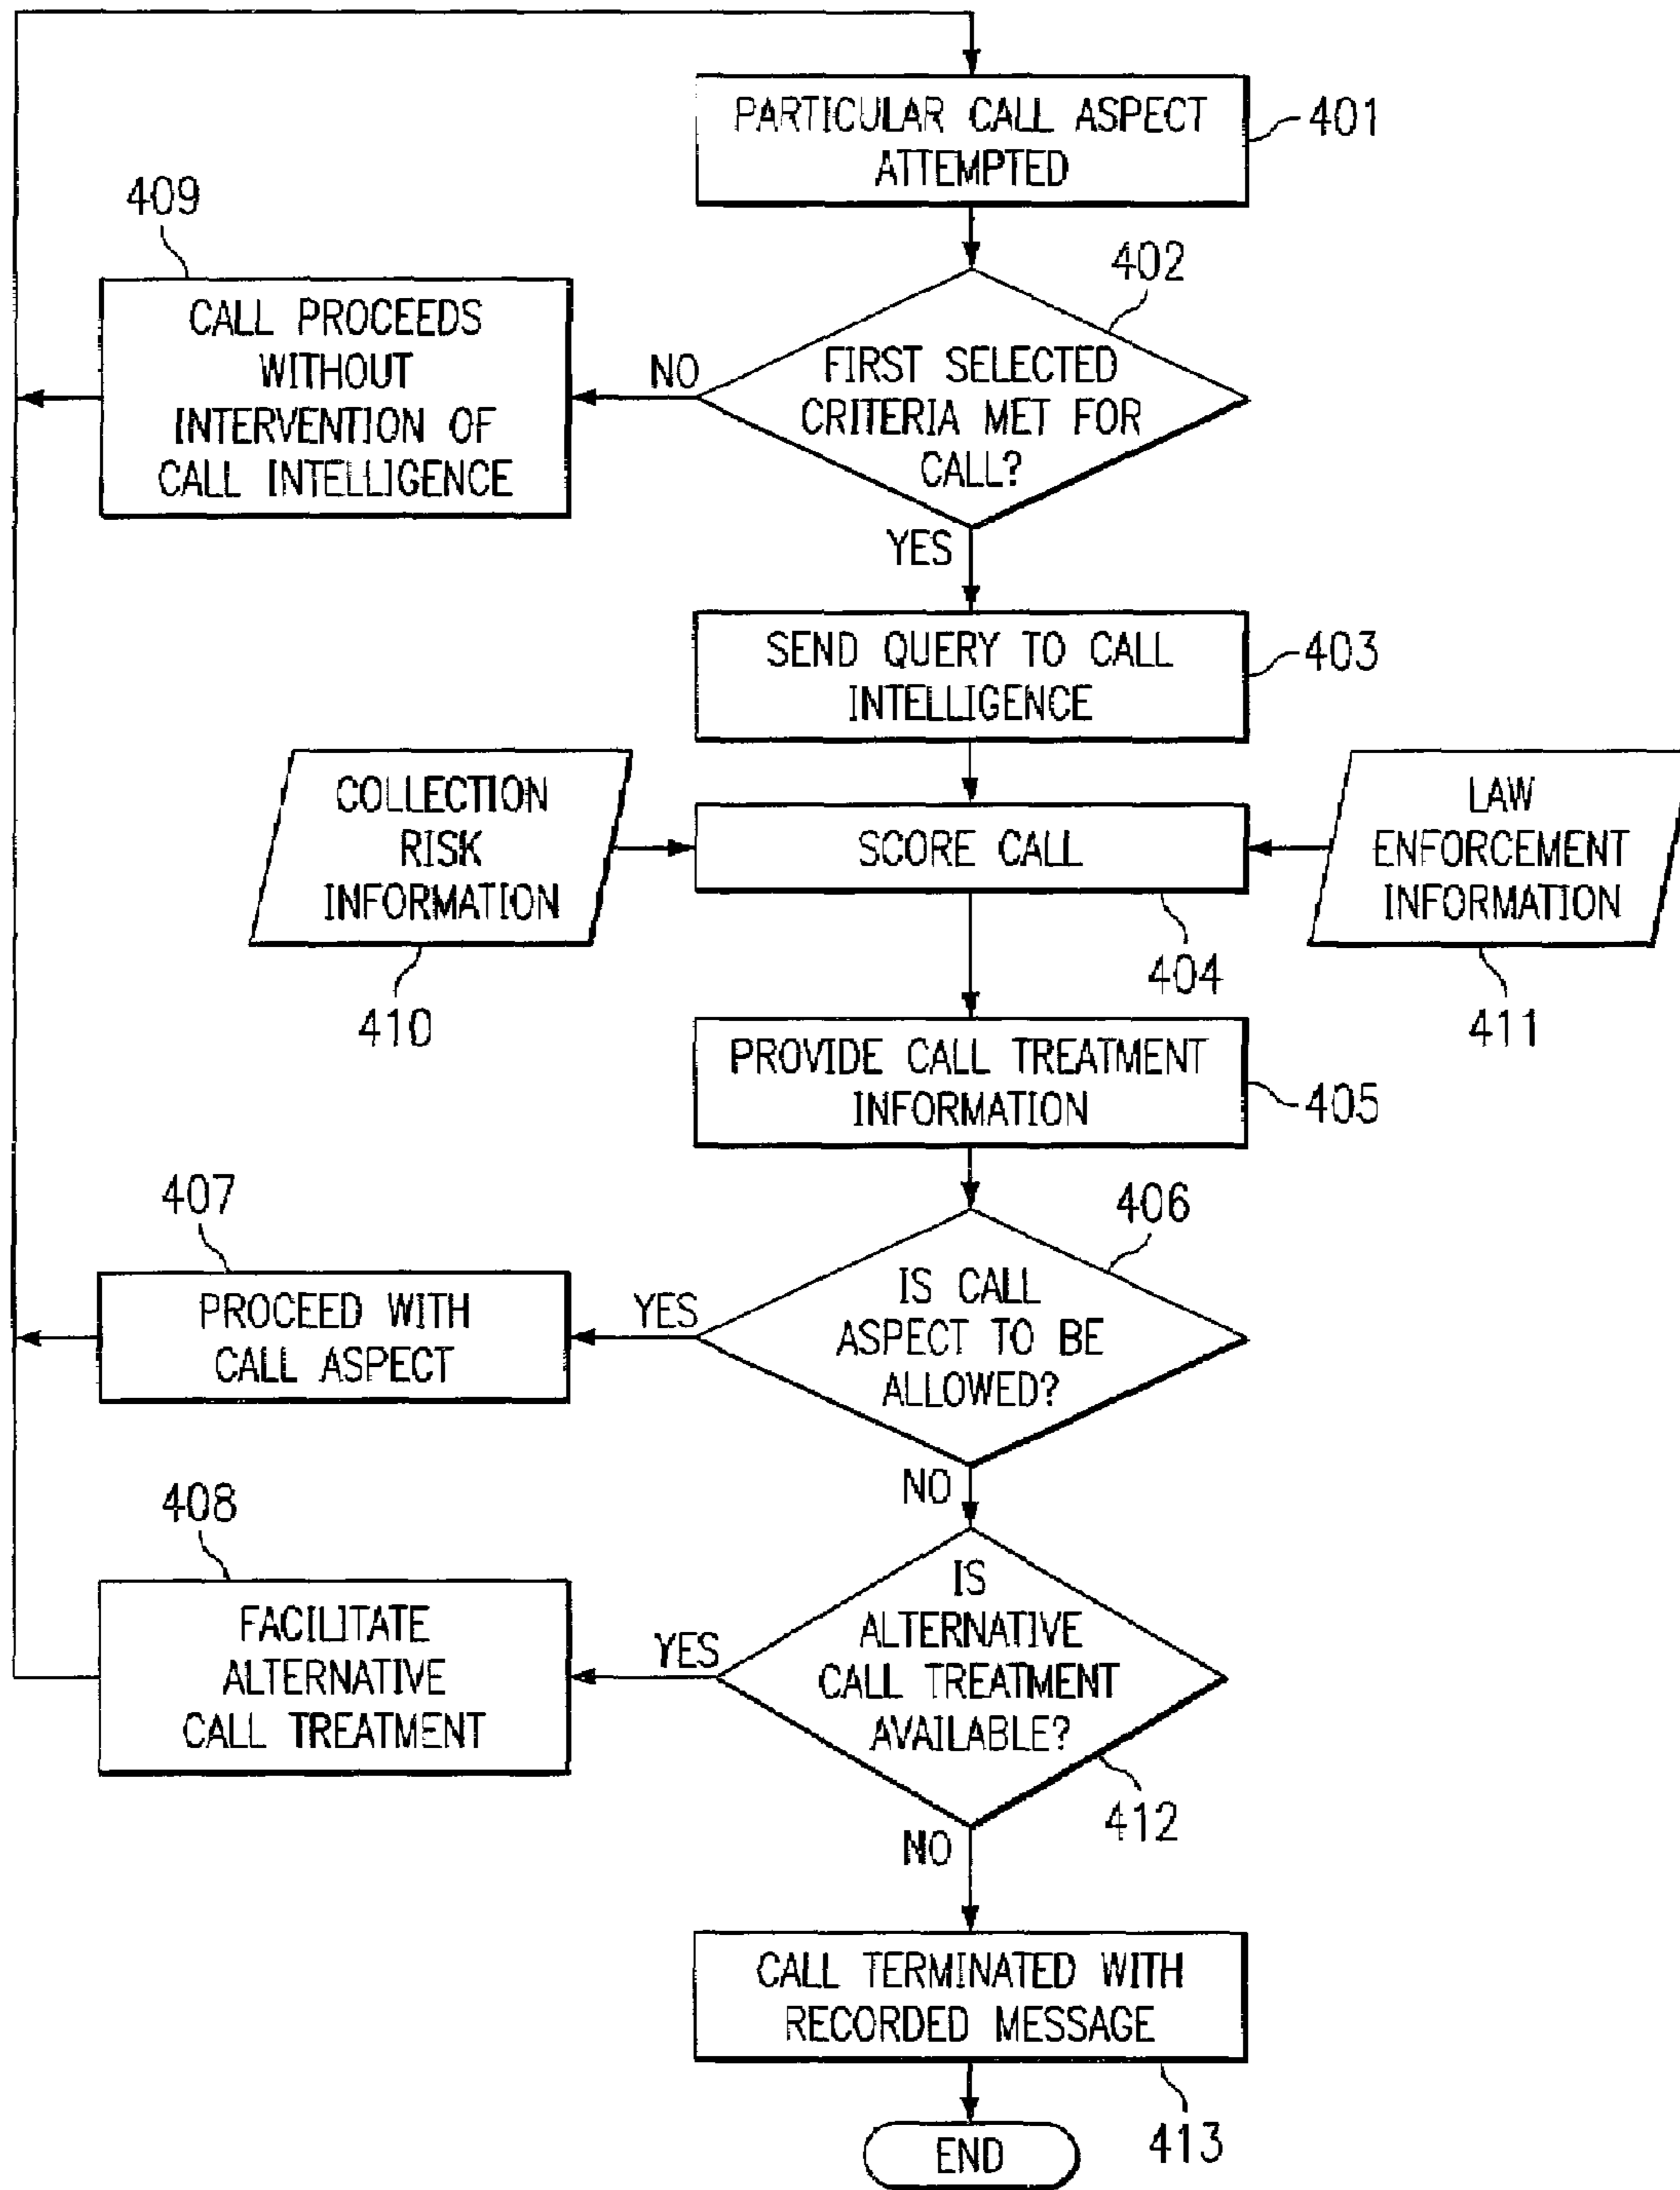 PARTICULAR CALL ASPECT
ATTEMPTED
401
402
FIRST SELECTED
CRITERIA MET FOR
CALL?
NO
409
CALL PROCEEDS
WITHOUT
INTERVENTION OF
CALL INTELLIGENCE
YES
SEND QUERY TO CALL
INTELLIGENCE
403
COLLECTION
RISK
INFORMATION
410
SCORE CALL
404
LAW
ENFORCEMENT
INFORMATION
411
PROVIDE CALL TREATMENT
INFORMATION
405
406
IS CALL
ASPECT TO BE
ALLOWED?
YES
407
PROCEED WITH
CALL ASPECT
NO
IS
ALTERNATIVE
CALL TREATMENT
AVAILABLE?
412
YES
408
FACILITATE
ALTERNATIVE
CALL TREATMENT
NO
CALL TERMINATED WITH
RECORDED MESSAGE
413
END